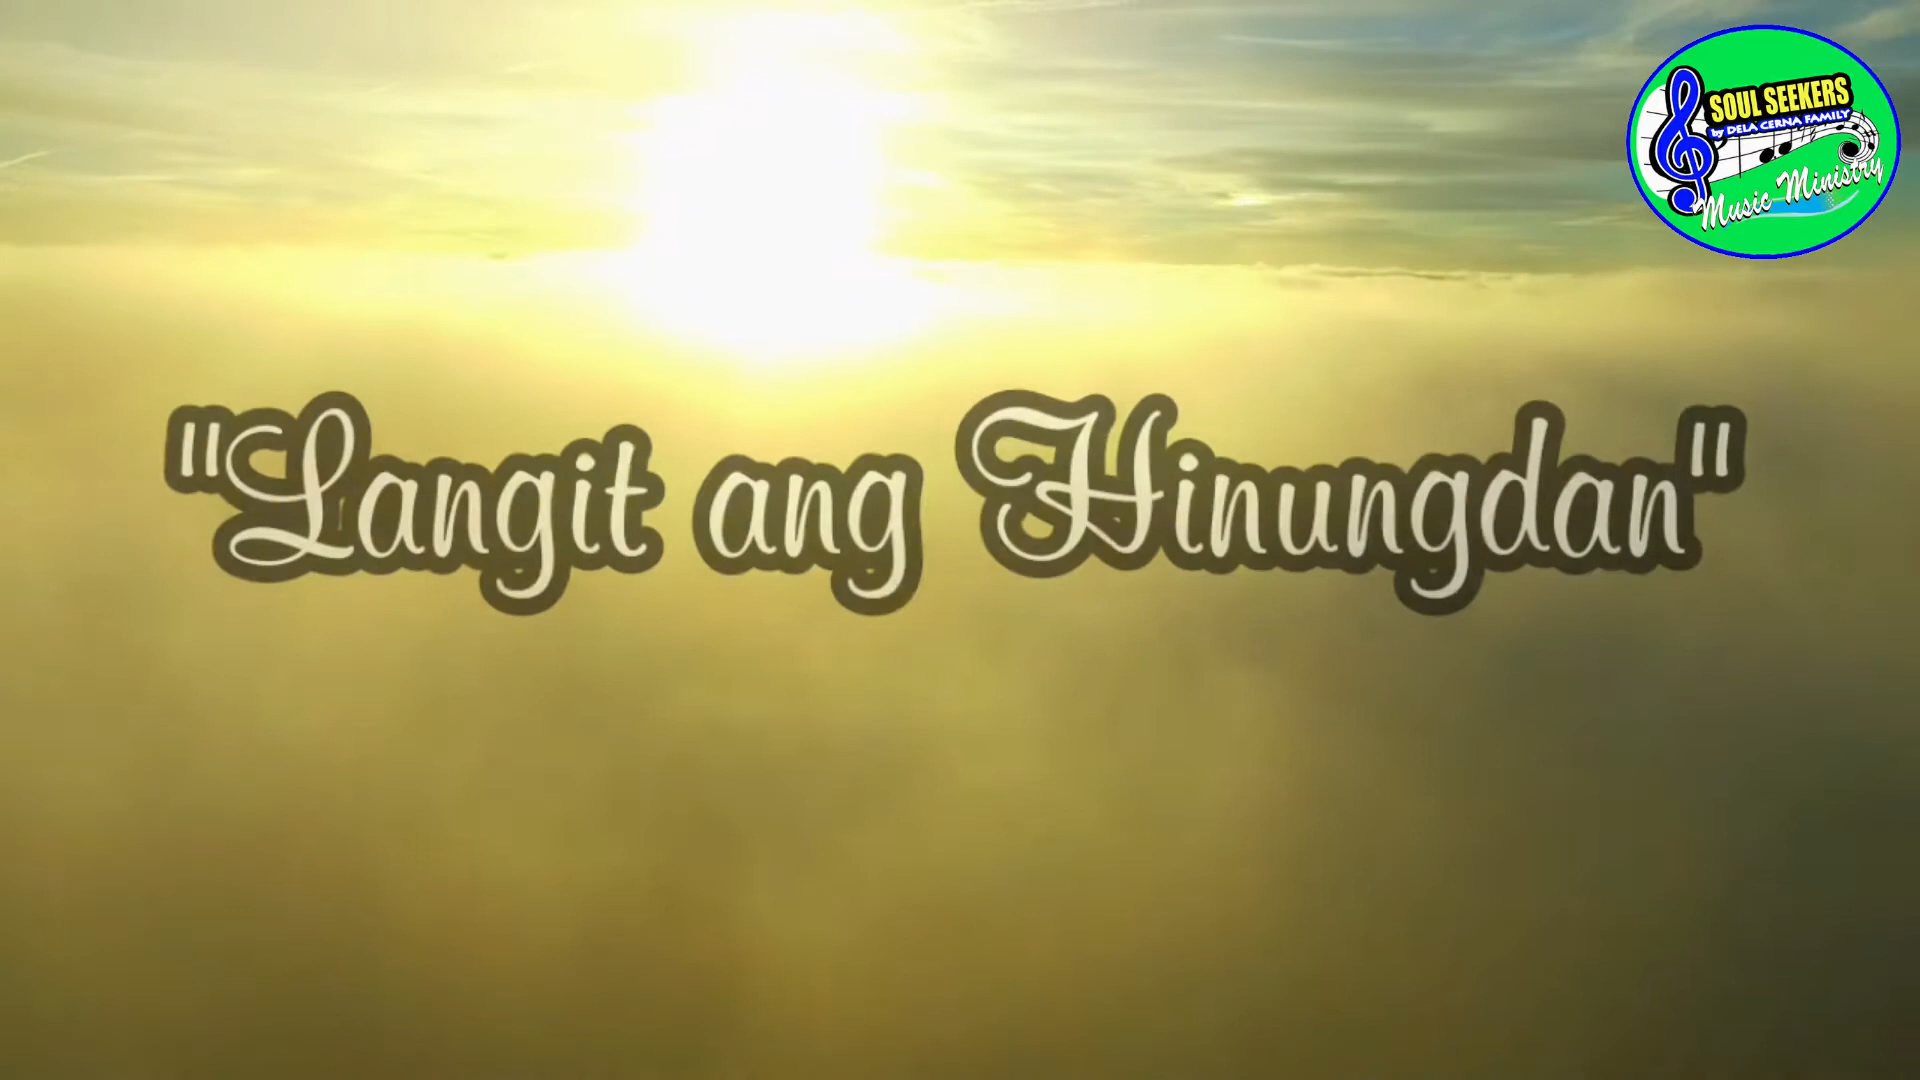 SOUL SEEKERS
by DELA CERNA FAMILY
Music Ministry
"Langit ang Hinungdan"